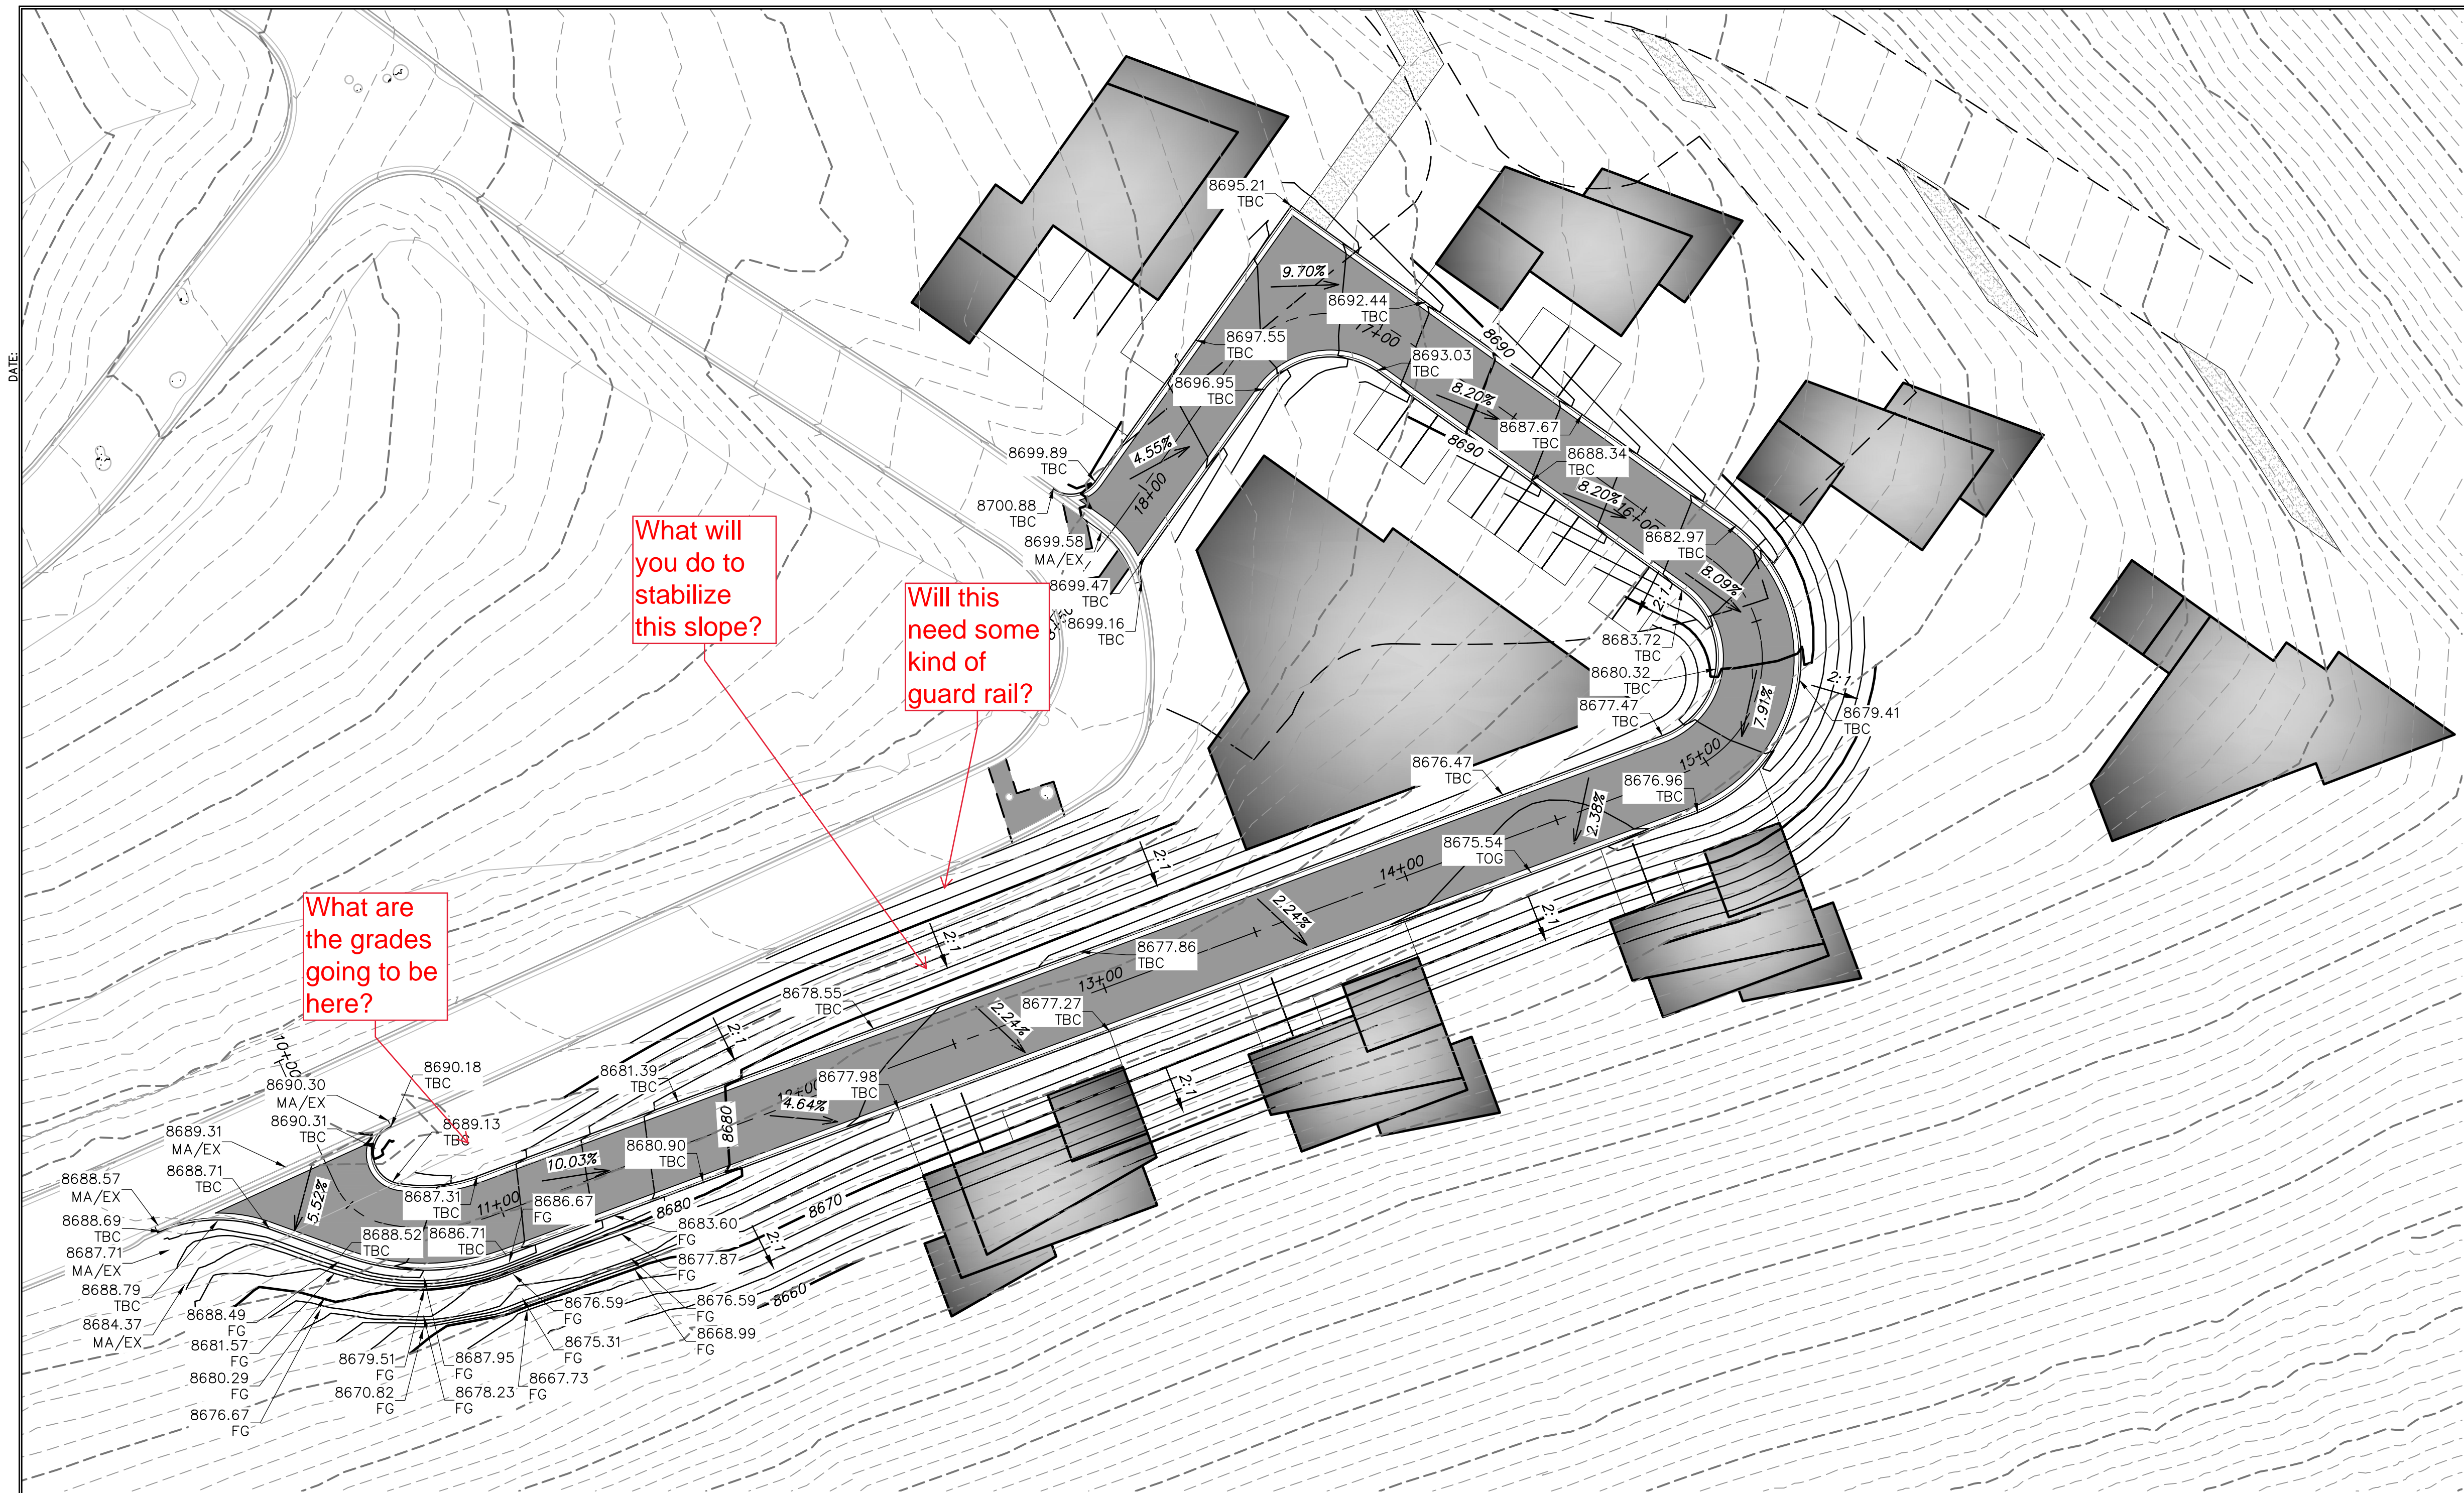 DATE:
8695.21
TBC
9.70%
8692.44
TBC
17+00
8690
8697.55
TBC
8693.03
TBC
8696.95
TBC
8.20%
8690
8687.67
TBC
4.55%
8699.89
TBC
8688.34
TBC
18+00
8.20%
8700.88
TBC
16+00
What will
you do to
stabilize
this slope?
8699.58
MA/EX
8682.97
TBC
8699.47
TBC
8.09%
2:1
Will this
need some
kind of
guard rail?
8699.16
TBC
8683.72
TBC
8680.32
TBC
2:1
8677.47
TBC
7.91%
8679.41
TBC
15+00
8676.47
TBC
8676.96
TBC
2.38%
8675.54
TOG
2:1
14+00
What are
the grades
going to be
here?
2.24%
2:1
2:1
8677.86
TBC
13+00
8678.55
TBC
8677.27
TBC
2.24%
2:1
10+00
8690.18
TBC
8681.39
TBC
8690.30
MA/EX
8677.98
TBC
2:1
12+00
4.64%
8690.31
TBC
8689.13
TBC
8680
8689.31
MA/EX
8680.90
TBC
10.03%
8688.71
TBC
8688.57
MA/EX
5.52%
8687.31
TBC
11+00
8686.67
FG
8680
8670
8688.69
TBC
8688.52
TBC
8686.71
TBC
8683.60
FG
2:1
8687.71
MA/EX
8677.87
FG
8688.79
TBC
8660
8688.49
FG
8676.59
FG
8676.59
FG
8684.37
MA/EX
8681.57
FG
8668.99
FG
8675.31
FG
8679.51
FG
8687.95
FG
8680.29
FG
8667.73
FG
8670.82
FG
8678.23
FG
8676.67
FG